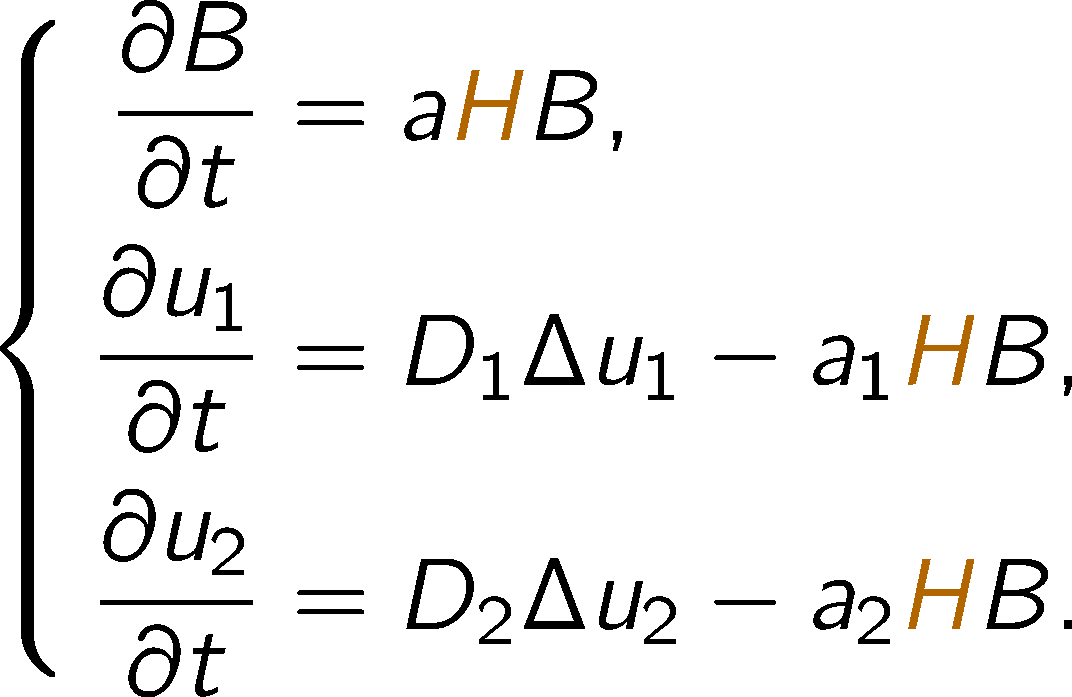 ∂B/∂t = aHB,
∂u₁/∂t = D₁Δu₁ − a₁HB,
∂u₂/∂t = D₂Δu₂ − a₂HB.